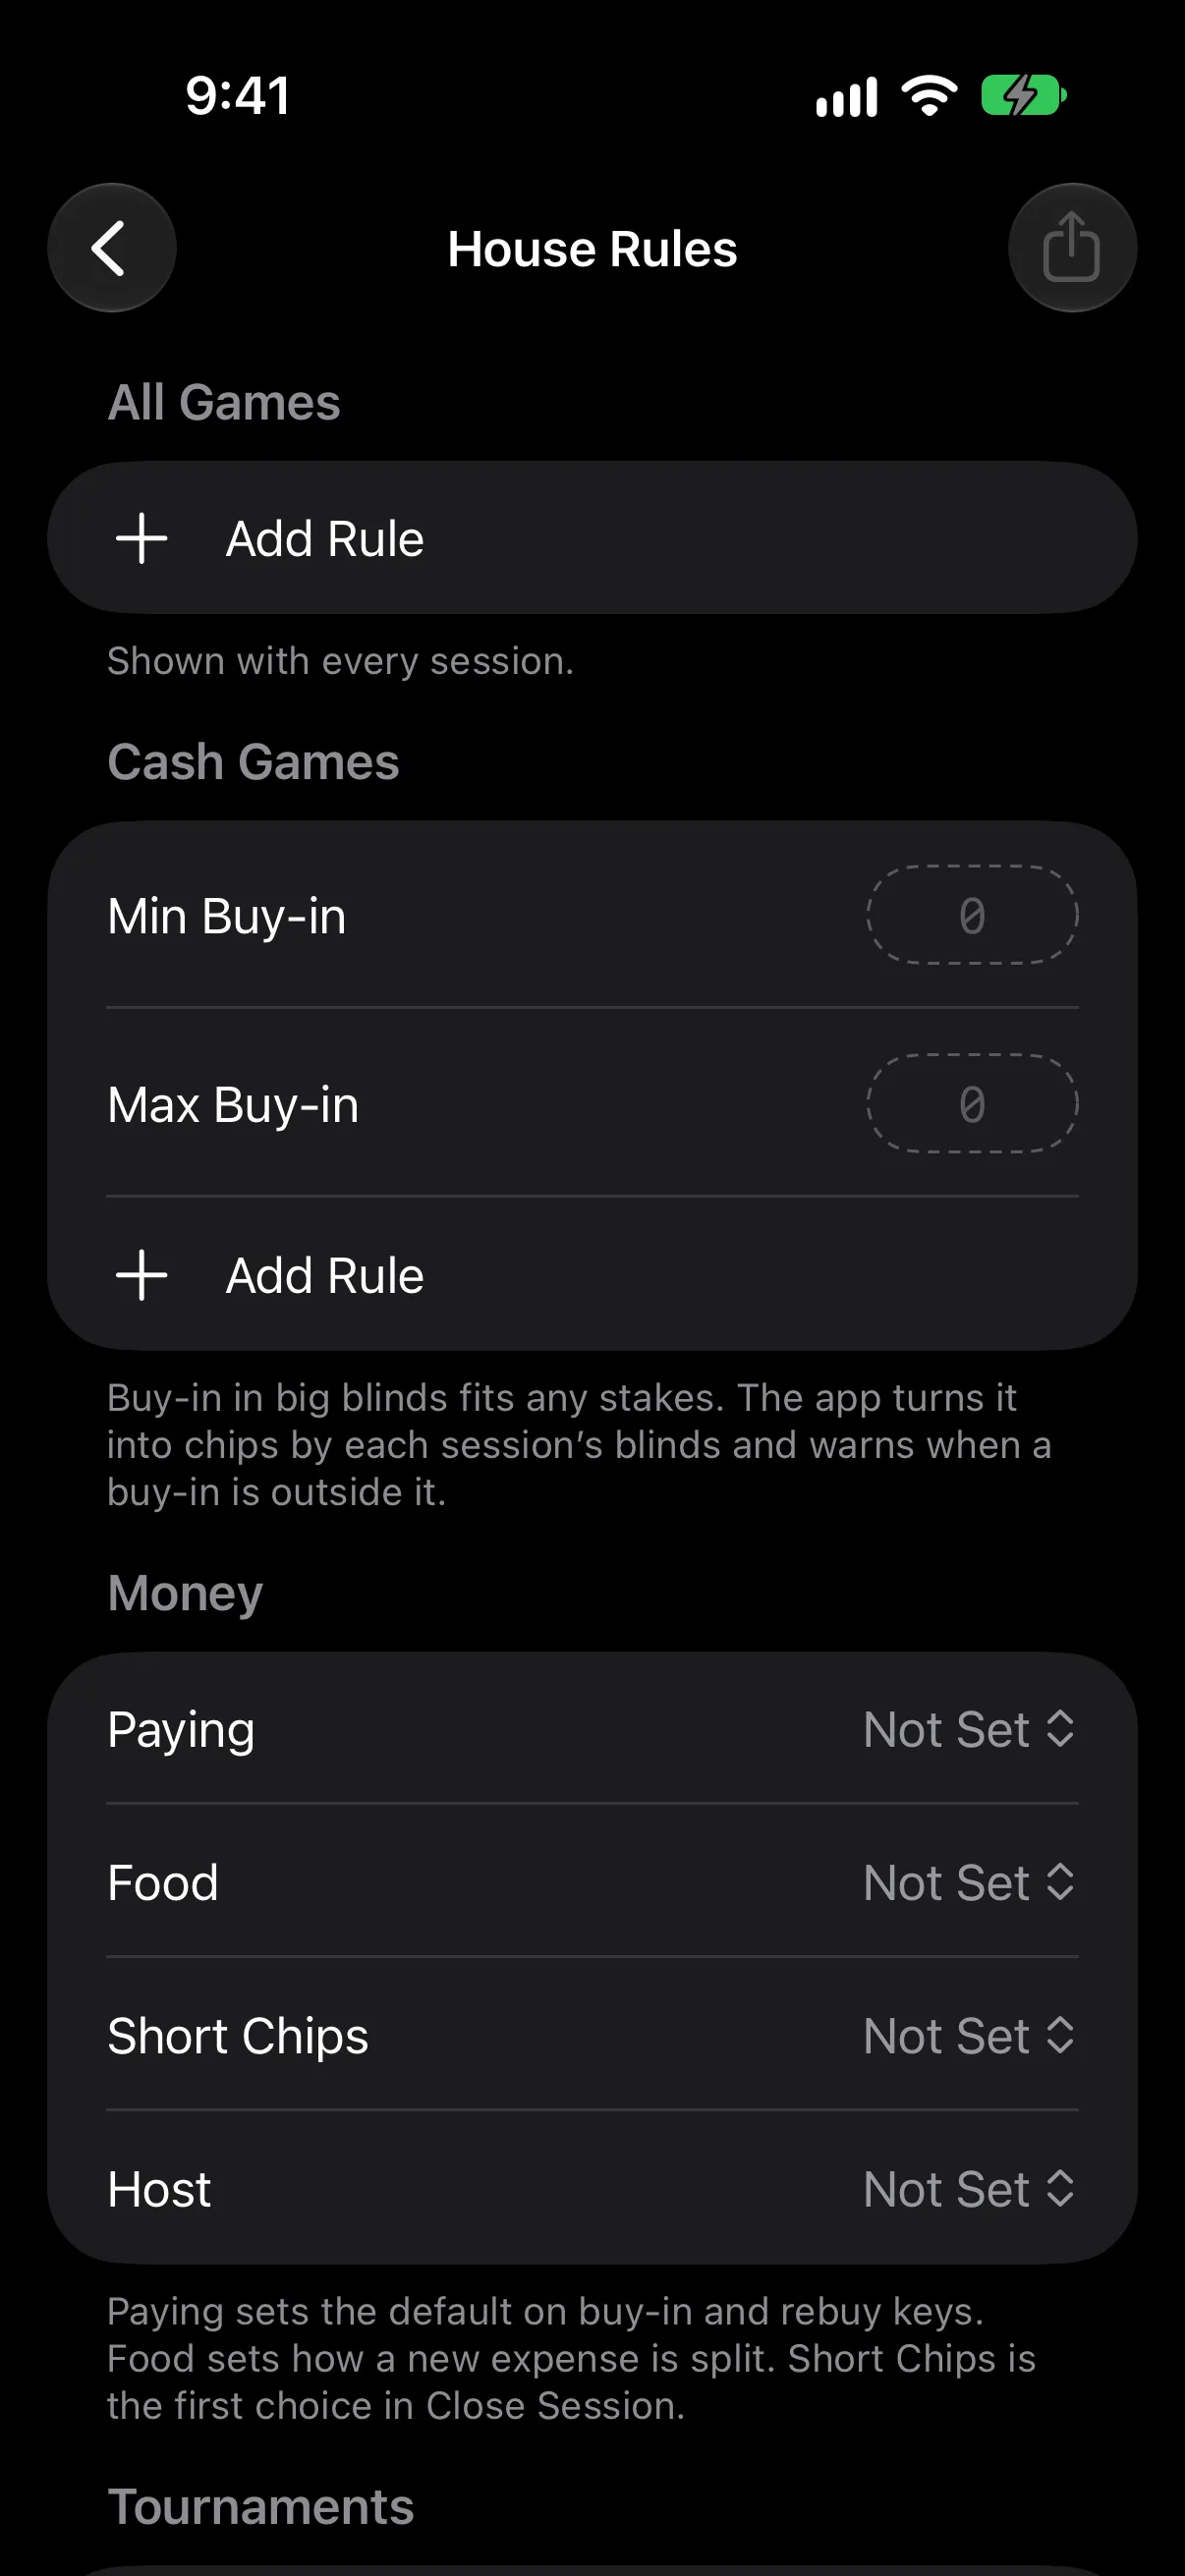 9:41
House Rules
All Games
Add Rule
Shown with every session.
Cash Games
Min Buy-in
0
Max Buy-in
0
Add Rule
Buy-in in big blinds fits any stakes. The app turns it
into chips by each session’s blinds and warns when a
buy-in is outside it.
Money
Paying
Not Set
Food
Not Set
Short Chips
Not Set
Host
Not Set
Paying sets the default on buy-in and rebuy keys.
Food sets how a new expense is split. Short Chips is
the first choice in Close Session.
Tournaments